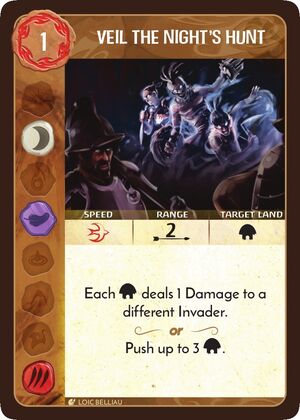 1
VEIL THE NIGHT'S HUNT
SPEED RANGE TARGET LAND
2
Each deals 1 Damage to a
different Invader.
or
Push up to 3 .
LOIC BELLIAU